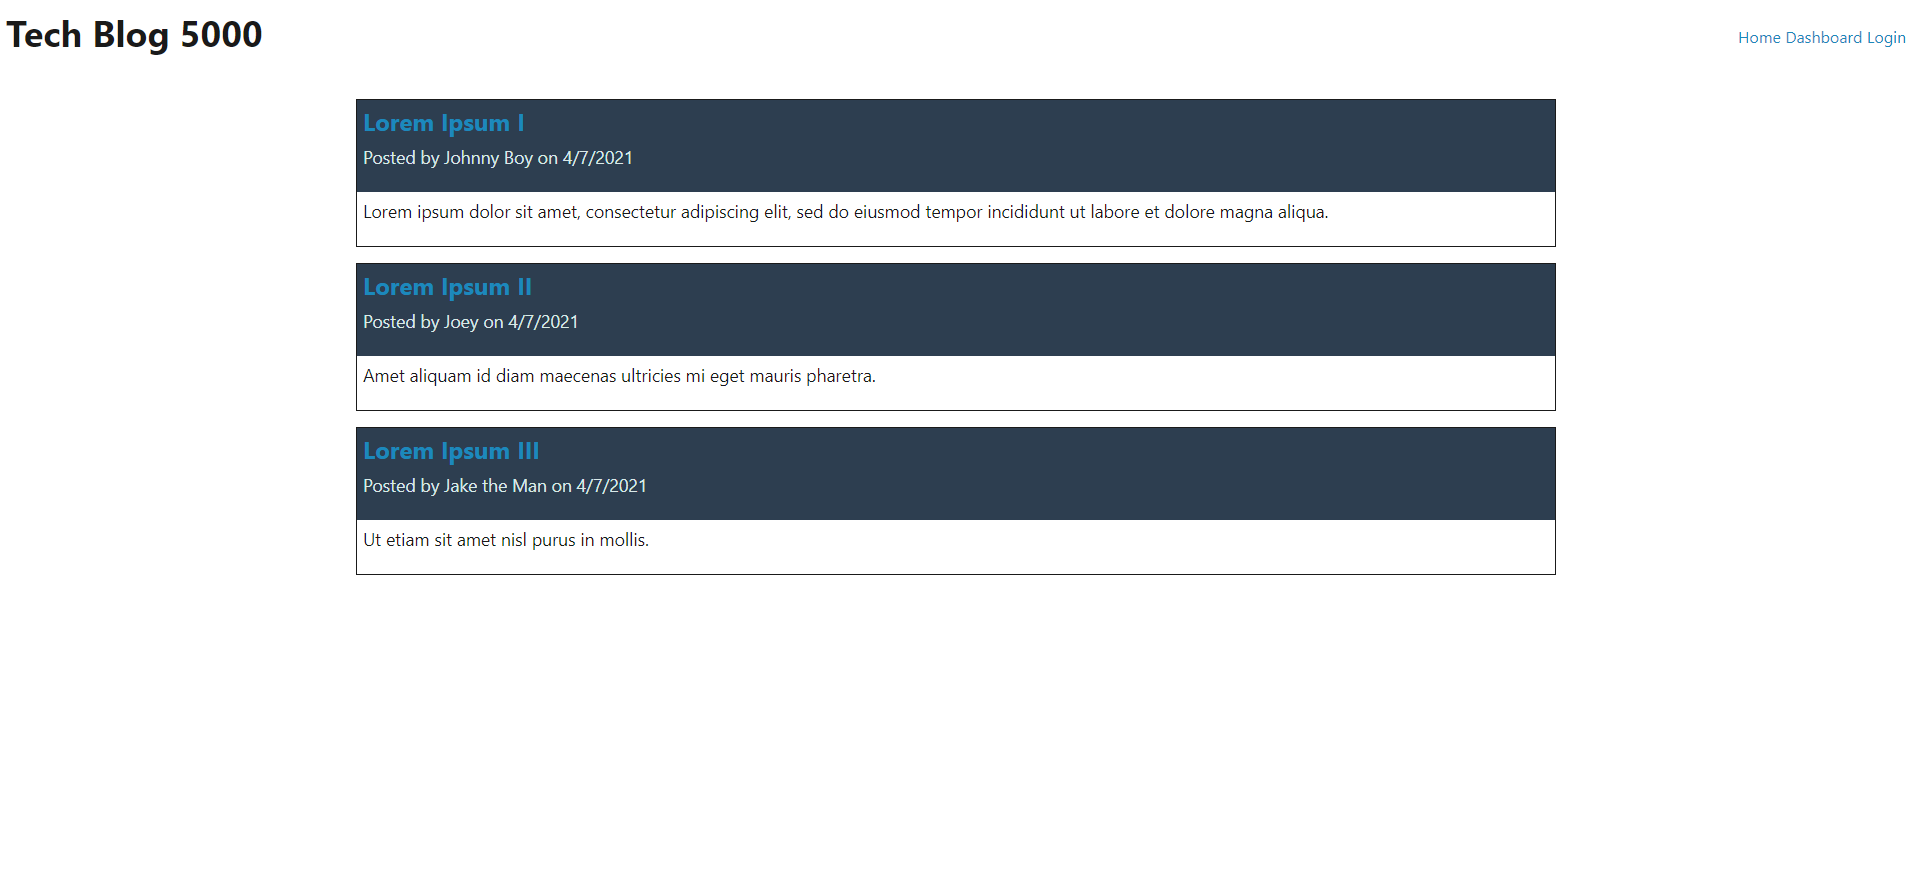 Tech Blog 5000
Home Dashboard Login
Lorem Ipsum I
Posted by Johnny Boy on 4/7/2021
Lorem ipsum dolor sit amet, consectetur adipiscing elit, sed do eiusmod tempor incididunt ut labore et dolore magna aliqua.
Lorem Ipsum II
Posted by Joey on 4/7/2021
Amet aliquam id diam maecenas ultricies mi eget mauris pharetra.
Lorem Ipsum III
Posted by Jake the Man on 4/7/2021
Ut etiam sit amet nisl purus in mollis.